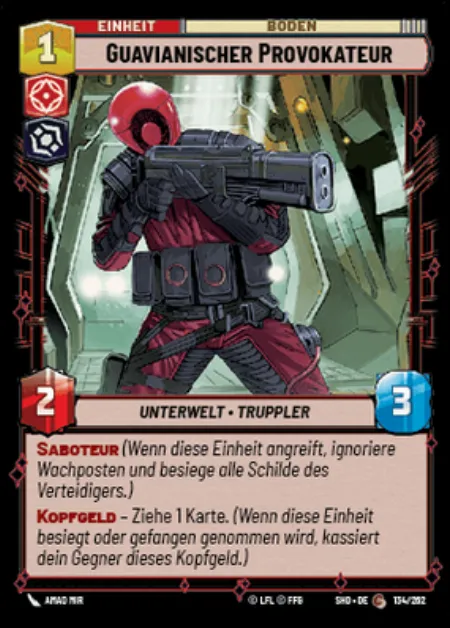 EINHEIT
BODEN
1
GUAVIANISCHER PROVOKATEUR
2
UNTERWELT • TRUPPLER
3
SABOTEUR (Wenn diese Einheit angreift, ignoriere
Wachposten und besiege alle Schilde des
Verteidigers.)
KOPFGELD – Ziehe 1 Karte. (Wenn diese Einheit
besiegt oder gefangen genommen wird, kassiert
dein Gegner dieses Kopfgeld.)
AMAD MIR
© LFL © FFG
SHD • DE
C
134/262